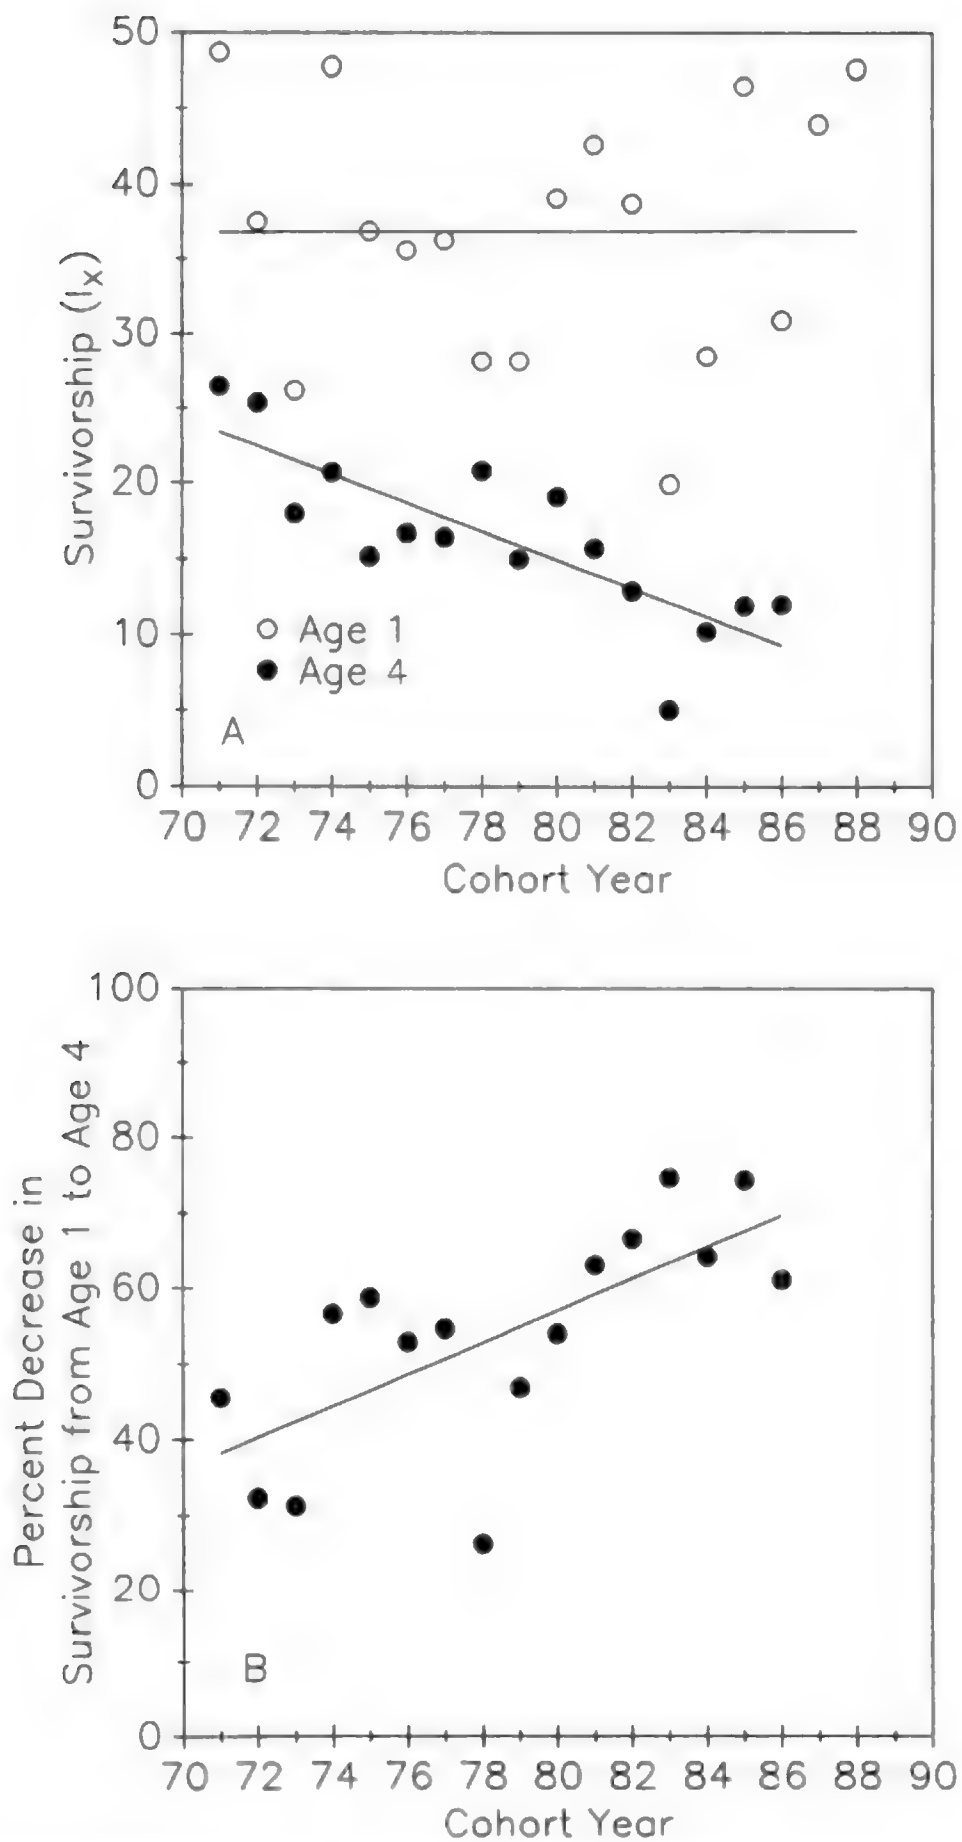 50
40
30
20
10
0
Survivorship (lx)
Age 1
Age 4
A
70 72 74 76 78 80 82 84 86 88 90
Cohort Year
100
80
60
40
20
0
Percent Decrease in
Survivorship from Age 1 to Age 4
B
70 72 74 76 78 80 82 84 86 88 90
Cohort Year